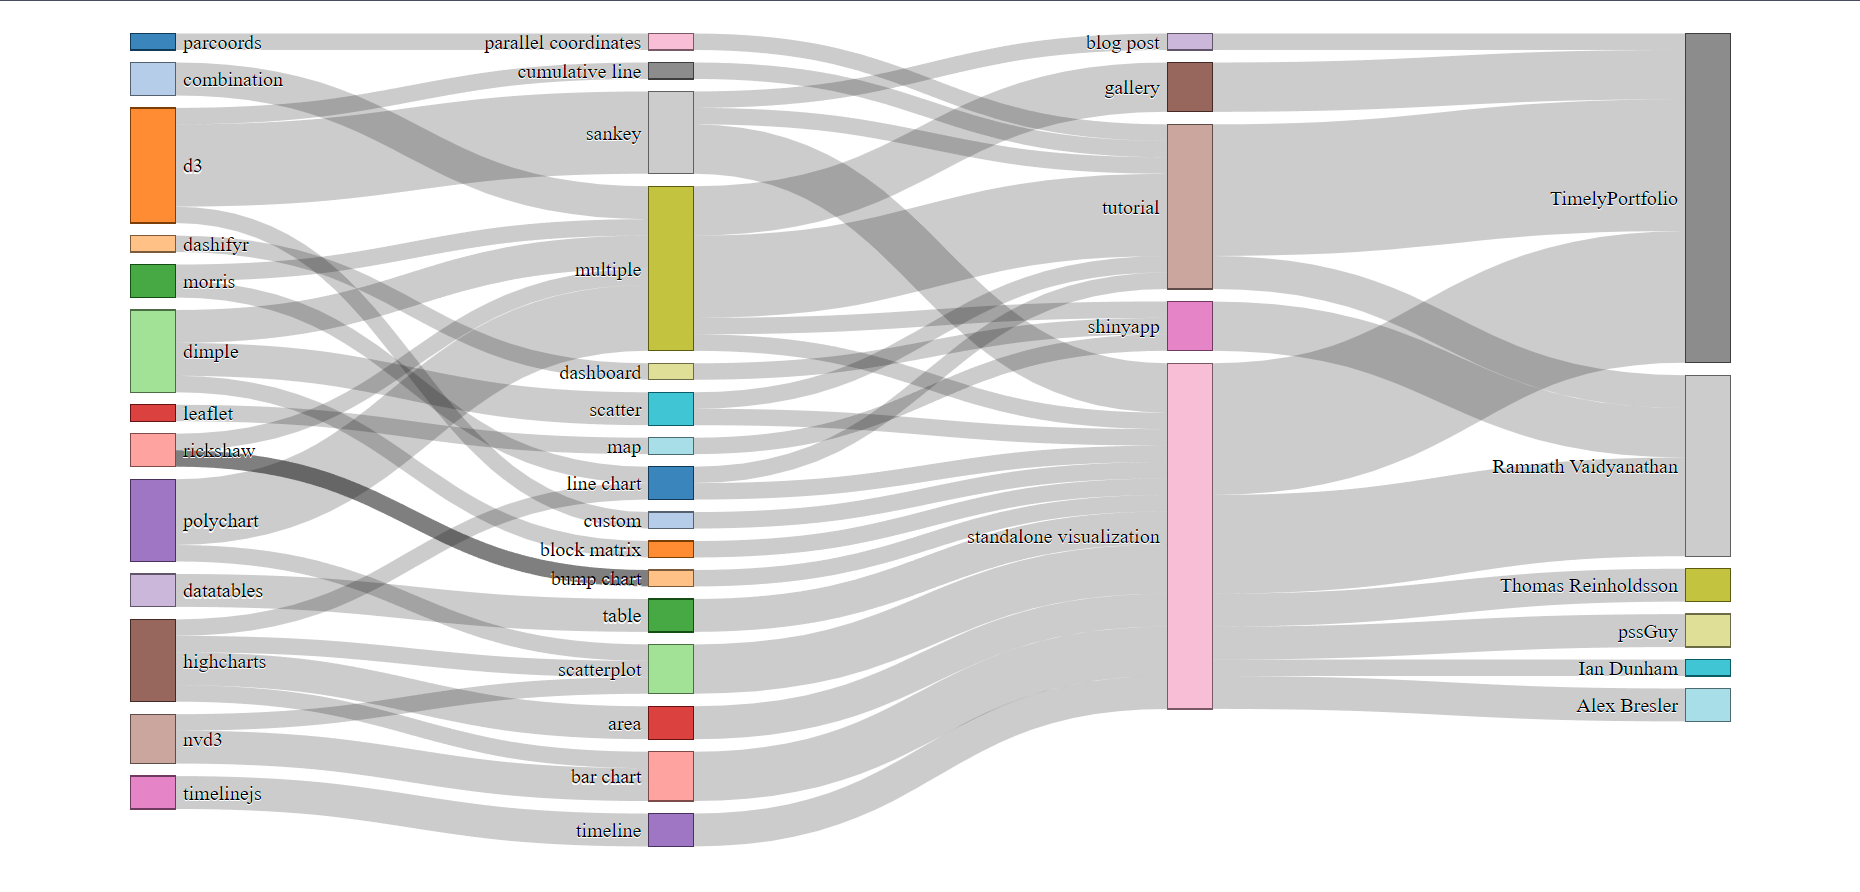 parcoords
combination
d3
dashifyr
morris
dimple
leaflet
rickshaw
polychart
datatables
highcharts
nvd3
timelinejs
parallel coordinates
cumulative line
sankey
multiple
dashboard
scatter
map
line chart
custom
block matrix
bump chart
table
scatterplot
area
bar chart
timeline
blog post
gallery
tutorial
shinyapp
standalone visualization
TimelyPortfolio
Ramnath Vaidyanathan
Thomas Reinholdsson
pssGuy
Ian Dunham
Alex Bresler